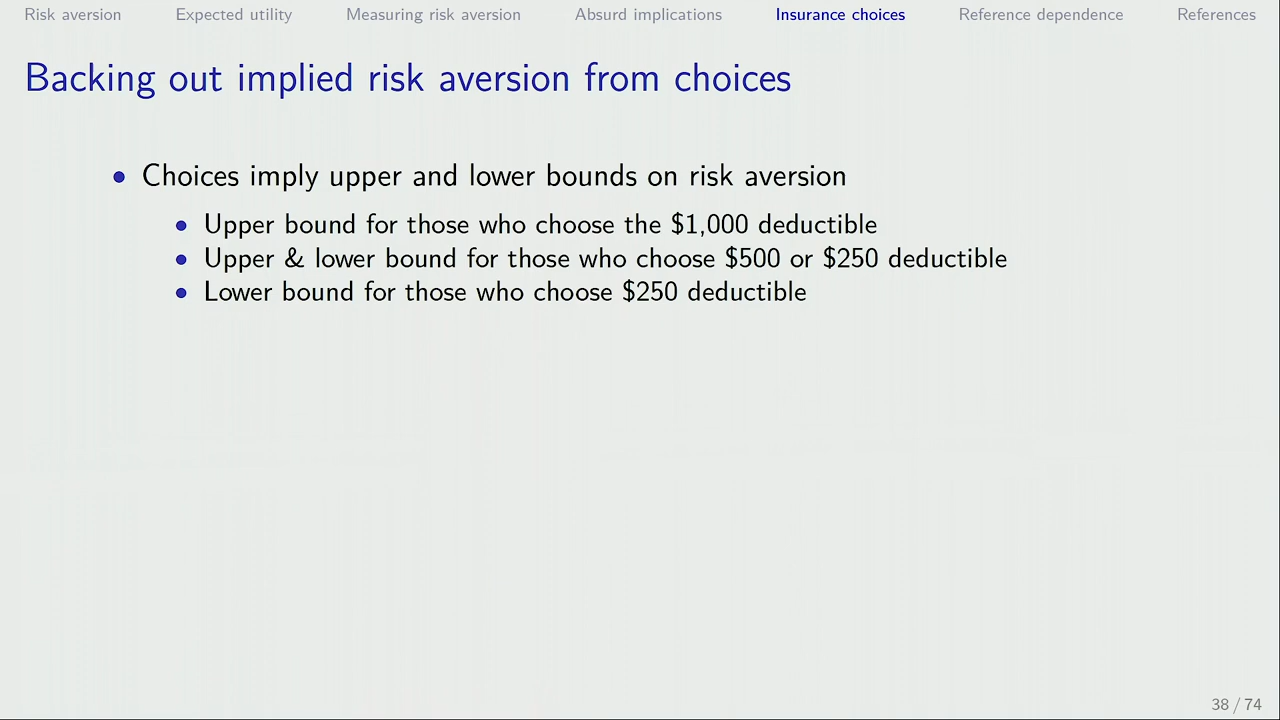 Risk aversion Expected utility Measuring risk aversion Absurd implications Insurance choices Reference dependence References
Backing out implied risk aversion from choices
• Choices imply upper and lower bounds on risk aversion
• Upper bound for those who choose the $1,000 deductible
• Upper & lower bound for those who choose $500 or $250 deductible
• Lower bound for those who choose $250 deductible
38 / 74